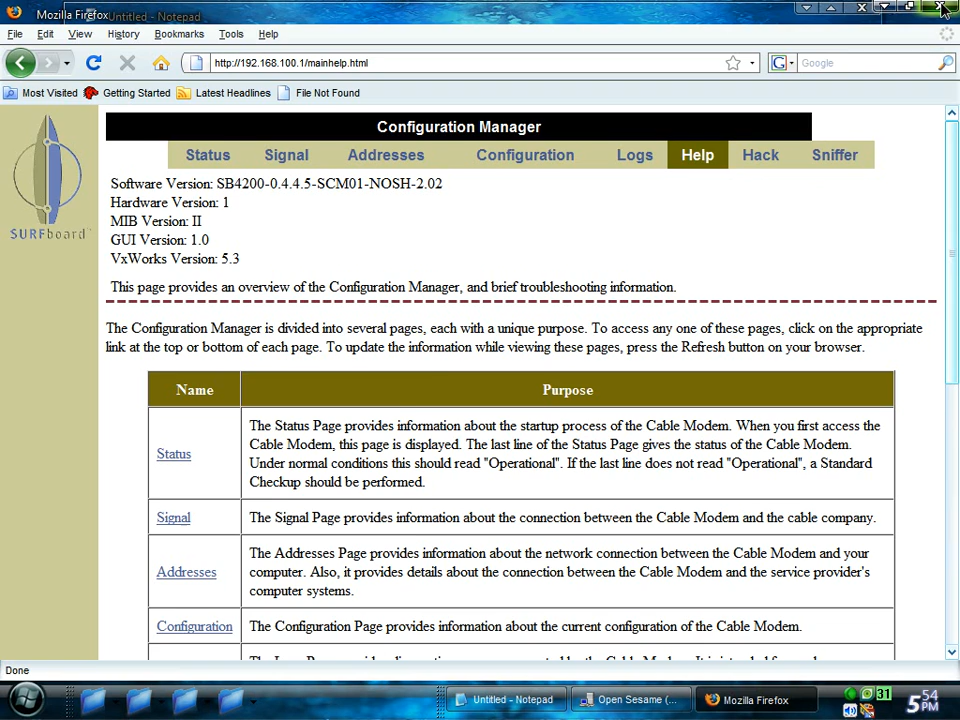 Mozilla Firefox
Untitled - Notepad
File Edit View History Bookmarks Tools Help
http://192.168.100.1/mainhelp.html
G Google
Most Visited Getting Started Latest Headlines File Not Found
Configuration Manager
Status Signal Addresses Configuration Logs Help Hack Sniffer
SURFboard
Software Version: SB4200-0.4.4.5-SCM01-NOSH-2.02
Hardware Version: 1
MIB Version: II
GUI Version: 1.0
VxWorks Version: 5.3
This page provides an overview of the Configuration Manager, and brief troubleshooting information.
The Configuration Manager is divided into several pages, each with a unique purpose. To access any one of these pages, click on the appropriate
link at the top or bottom of each page. To update the information while viewing these pages, press the Refresh button on your browser.
Name Purpose
Status
The Status Page provides information about the startup process of the Cable Modem. When you first access the
Cable Modem, this page is displayed. The last line of the Status Page gives the status of the Cable Modem.
Under normal conditions this should read "Operational". If the last line does not read "Operational", a Standard
Checkup should be performed.
Signal The Signal Page provides information about the connection between the Cable Modem and the cable company.
Addresses
The Addresses Page provides information about the network connection between the Cable Modem and your
computer. Also, it provides details about the connection between the Cable Modem and the service provider's
computer systems.
Configuration The Configuration Page provides information about the current configuration of the Cable Modem.
Done
Untitled - Notepad Open Sesame (... Mozilla Firefox 31 5:54 PM